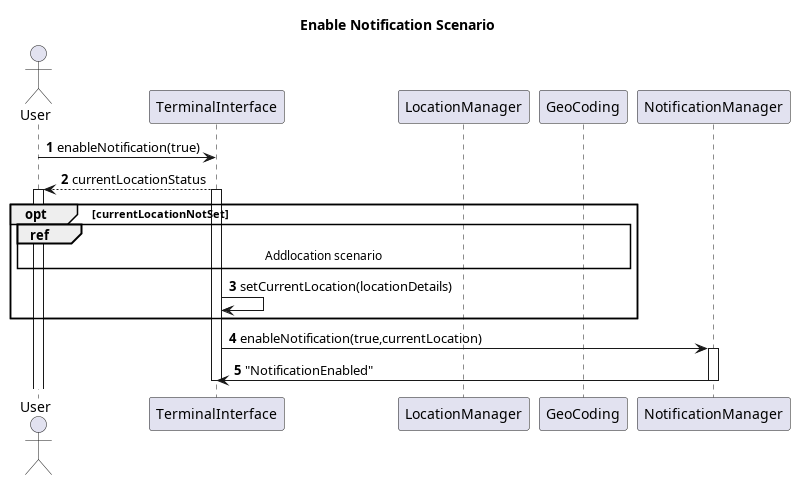 Enable Notification Scenario
User
TerminalInterface
LocationManager
GeoCoding
NotificationManager
1 enableNotification(true)
2 currentLocationStatus
opt [currentLocationNotSet]
ref
Addlocation scenario
3 setCurrentLocation(locationDetails)
4 enableNotification(true,currentLocation)
5 "NotificationEnabled"
User
TerminalInterface
LocationManager
GeoCoding
NotificationManager